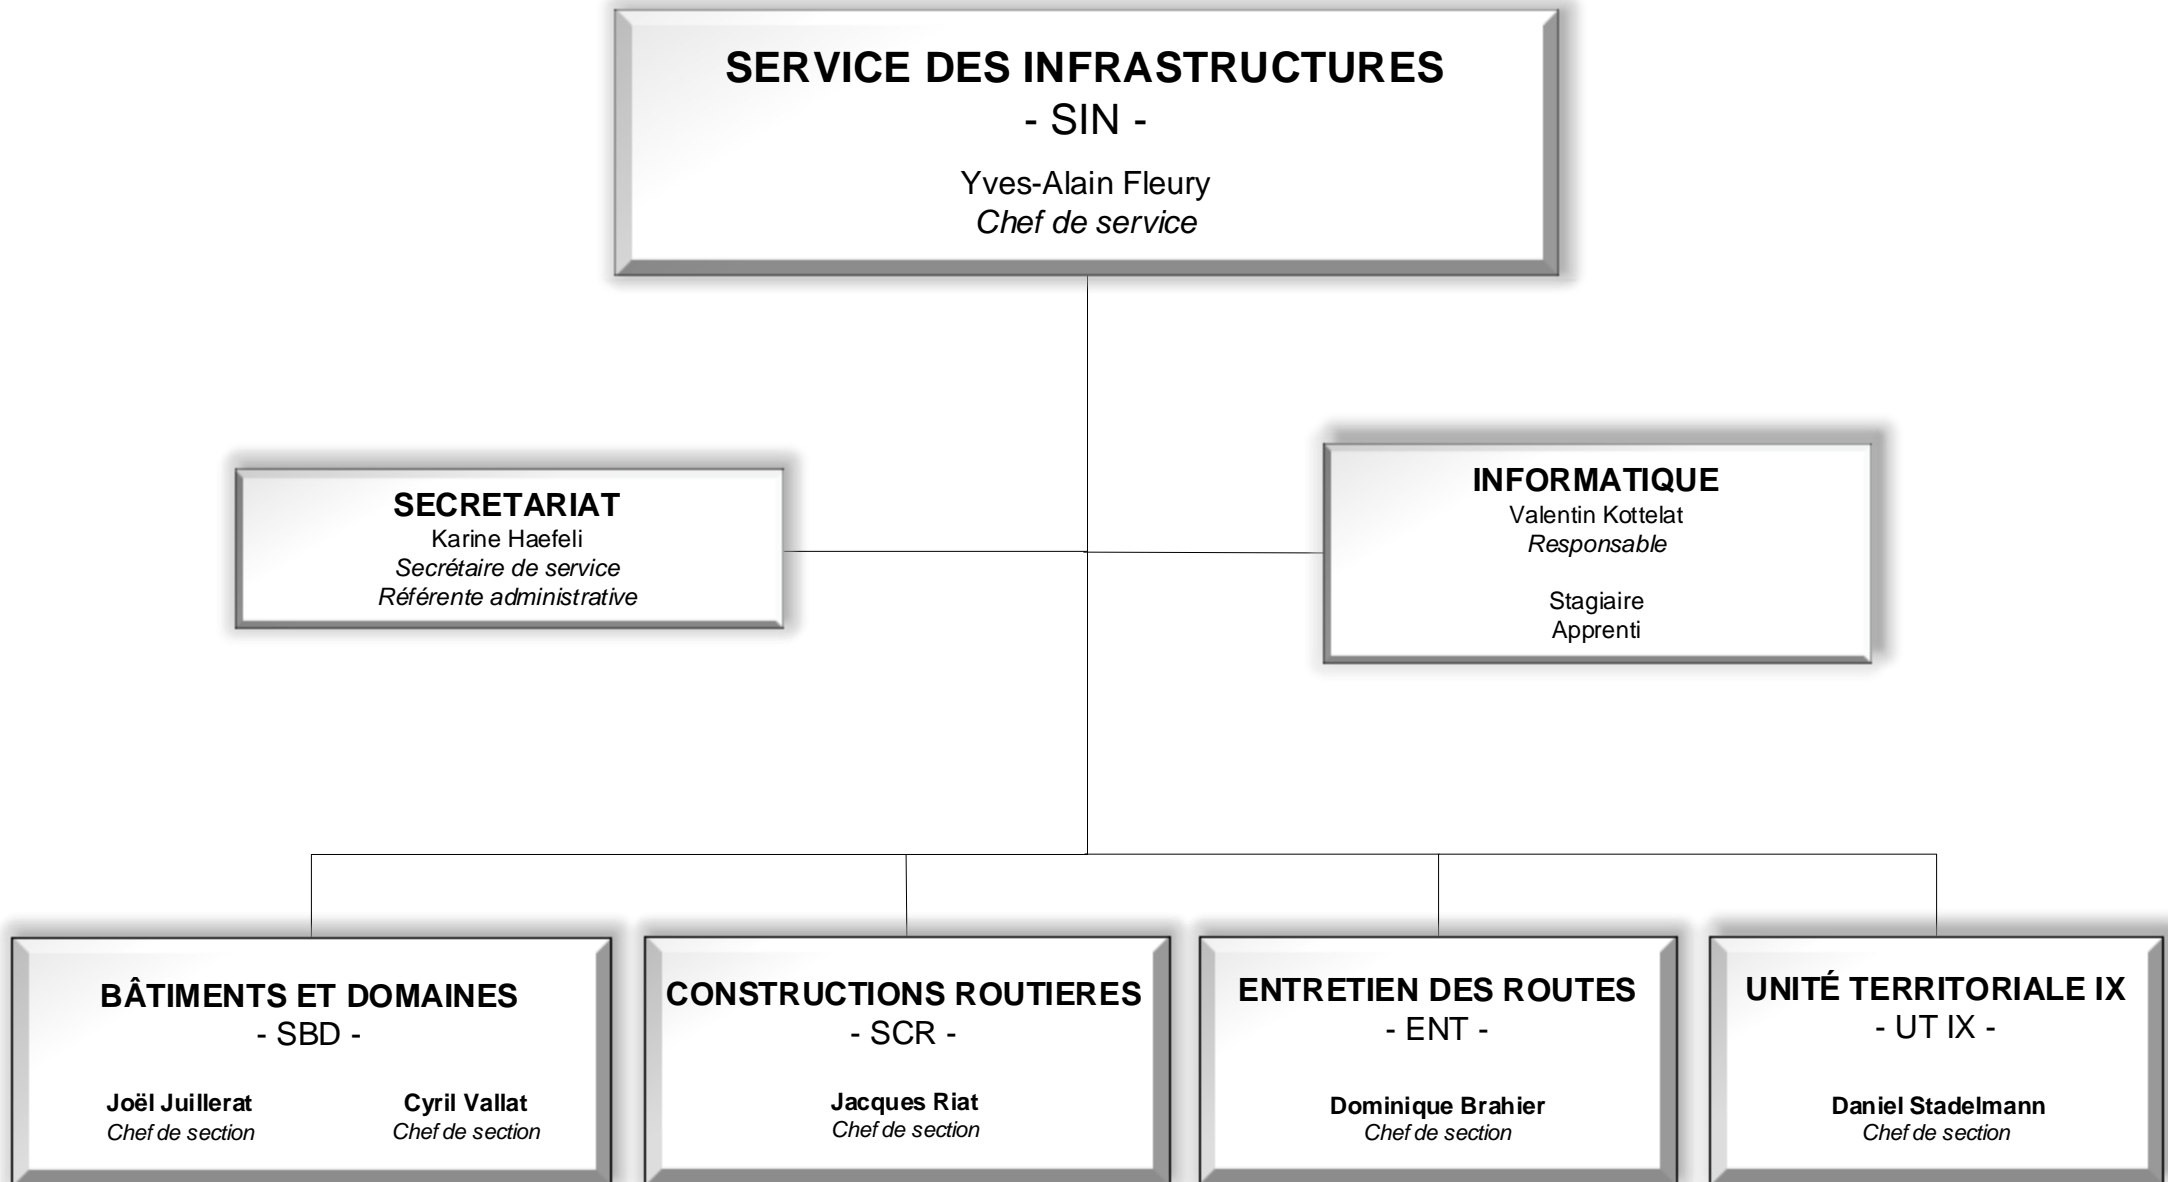 SERVICE DES INFRASTRUCTURES
- SIN -
Yves-Alain Fleury
Chef de service
SECRETARIAT
Karine Haefeli
Secrétaire de service
Référente administrative
INFORMATIQUE
Valentin Kottelat
Responsable
Stagiaire
Apprenti
BÂTIMENTS ET DOMAINES
- SBD -
Joël Juillerat
Chef de section
Cyril Vallat
Chef de section
CONSTRUCTIONS ROUTIERES
- SCR -
Jacques Riat
Chef de section
ENTRETIEN DES ROUTES
- ENT -
Dominique Brahier
Chef de section
UNITÉ TERRITORIALE IX
- UT IX -
Daniel Stadelmann
Chef de section